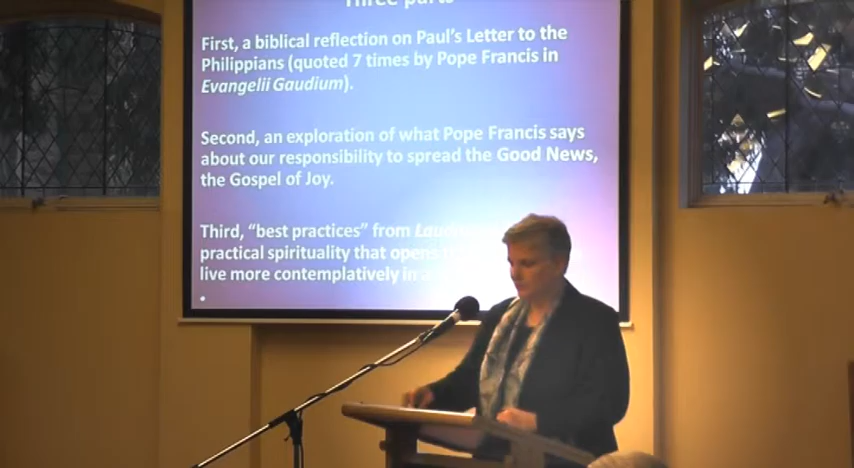 Three parts
First, a biblical reflection on Paul's Letter to the
Philippians (quoted 7 times by Pope Francis in
Evangelii Gaudium).
Second, an exploration of what Pope Francis says
about our responsibility to spread the Good News,
the Gospel of Joy.
Third, “best practices” from
practical spirituality that opens
live more contemplatively in a